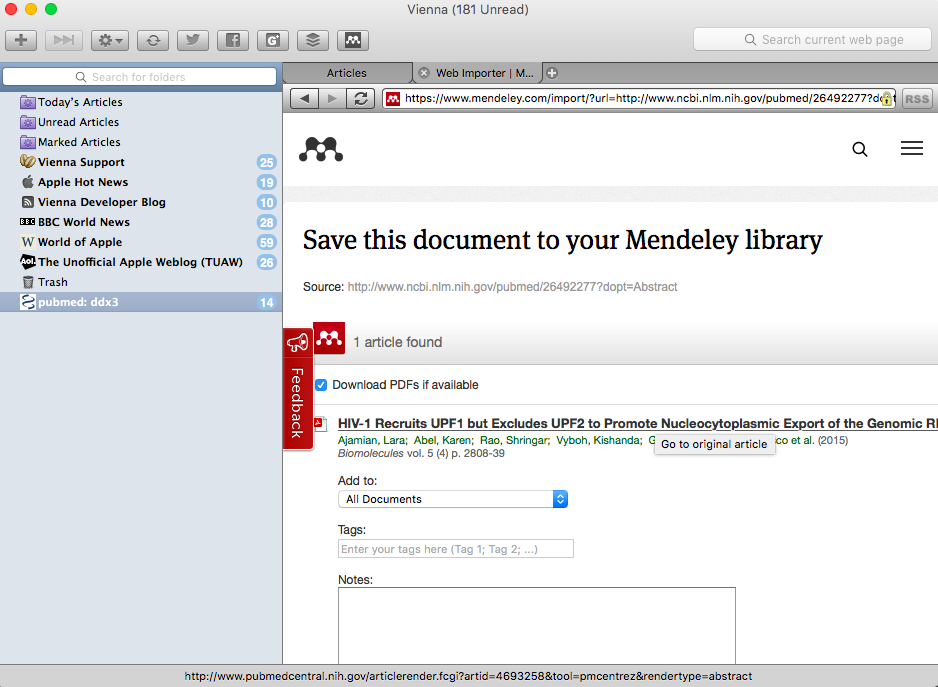 Vienna (181 Unread)
Search current web page
Search for folders
Articles
Web Importer | M...
https://www.mendeley.com/import/?url=http://www.ncbi.nlm.nih.gov/pubmed/26492277?do
RSS
Today's Articles
Unread Articles
Marked Articles
Vienna Support 25
Apple Hot News 19
Vienna Developer Blog 10
BBC BBC World News 28
W World of Apple 59
Aol. The Unofficial Apple Weblog (TUAW) 26
Trash
pubmed: ddx3 14
Save this document to your Mendeley library
Source: http://www.ncbi.nlm.nih.gov/pubmed/26492277?dopt=Abstract
1 article found
Feedback
Download PDFs if available
HIV-1 Recruits UPF1 but Excludes UPF2 to Promote Nucleocytoplasmic Export of the Genomic R
Ajamian, Lara; Abel, Karen; Rao, Shringar; Vyboh, Kishanda; G co et al. (2015)
Go to original article
Biomolecules vol. 5 (4) p. 2808-39
Add to:
All Documents
Tags:
Enter your tags here (Tag 1; Tag 2; ...)
Notes:
http://www.pubmedcentral.nih.gov/articlerender.fcgi?artid=4693258&tool=pmcentrez&rendertype=abstract